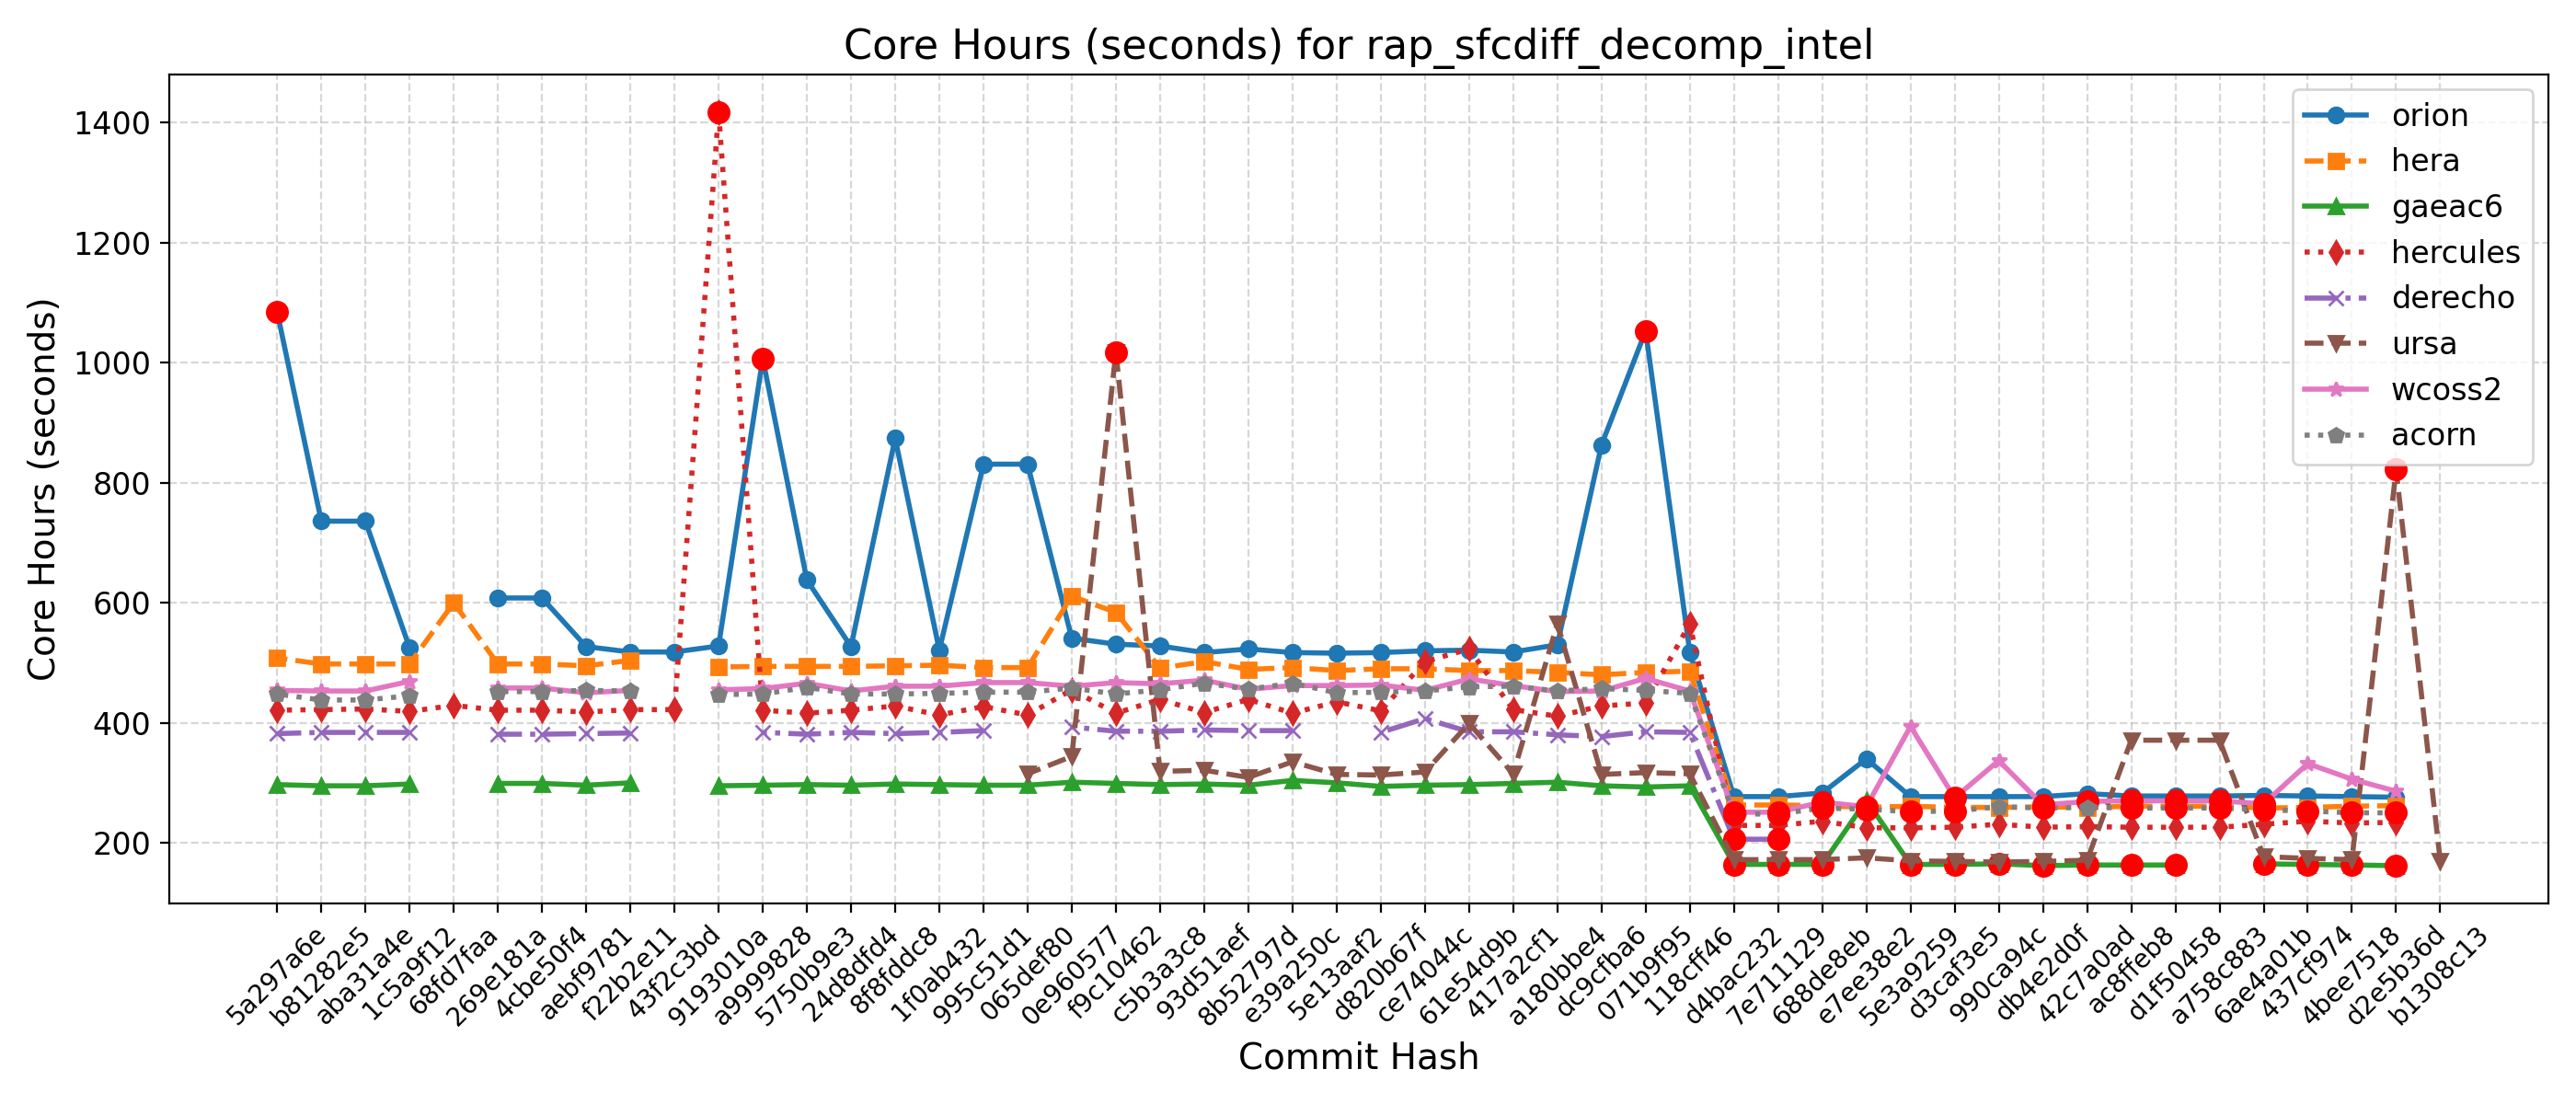 Core Hours (seconds) for rap_sfcdiff_decomp_intel
Core Hours (seconds)
1400
1200
1000
800
600
400
200
orion
hera
gaeac6
hercules
derecho
ursa
wcoss2
acorn
5a297a6e
b81282e5
aba31a4e
1c5a9f12
68fd7faa
269e181a
4cbe50f4
aebf9781
f22b2e11
43f2c3bd
9193010a
a9999828
5750b9e3
24d8dfd4
8f8fddc8
1f0ab432
995c51d1
065def80
0e960577
f9c10462
c5b3a3c8
93d51aef
8b52797d
e39a250c
5e13aaf2
d820b67f
ce74044c
61e54d9b
417a2cf1
a180bbe4
dc9cfba6
071b9f95
118cff46
d4bac232
7e711129
688de8eb
e7ee38e2
5e3a9259
d3caf3e5
990ca94c
db4e2d0f
42c7a0ad
ac8ffeb8
d1f50458
a758c883
6ae4a01b
437cf974
4bee7518
d2e5b36d
b1308c13
Commit Hash